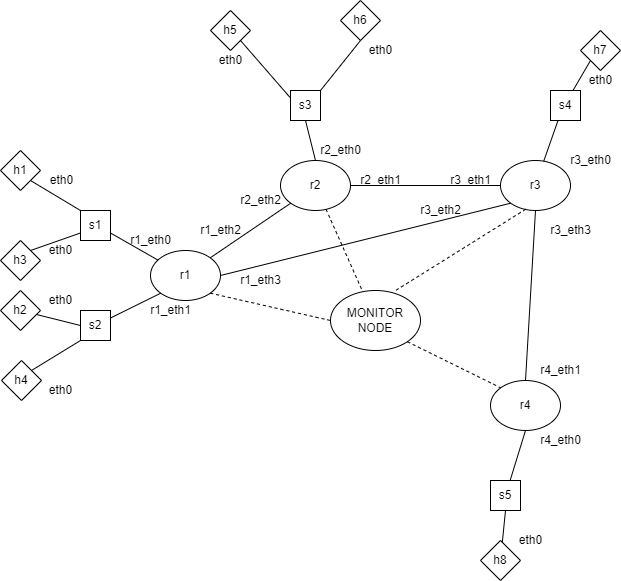 h6
h5
eth0
eth0
h7
eth0
s3
s4
r2_eth0
r3_eth0
h1
eth0
r2
r2_eth1
r3_eth1
r3
r2_eth2
r3_eth2
s1
r1_eth2
r3_eth3
r1_eth0
h3
eth0
r1
r1_eth3
h2
eth0
r1_eth1
MONITOR
NODE
s2
r4_eth1
h4
eth0
r4
r4_eth0
s5
eth0
h8